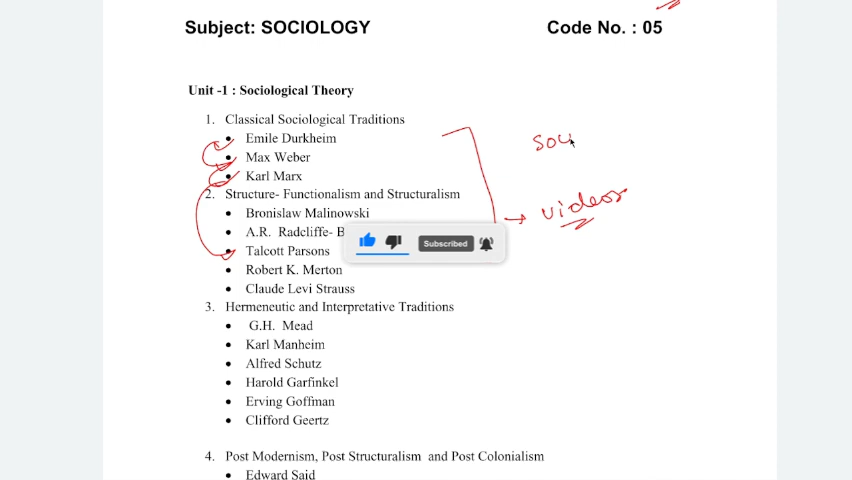 Subject: SOCIOLOGY Code No. : 05
Unit -1 : Sociological Theory
1. Classical Sociological Traditions
• Emile Durkheim
• Max Weber
• Karl Marx
sou
2. Structure- Functionalism and Structuralism
• Bronislaw Malinowski
→ videos
• A.R. Radcliffe- B
Subscribed
• Talcott Parsons
• Robert K. Merton
• Claude Levi Strauss
3. Hermeneutic and Interpretative Traditions
• G.H. Mead
• Karl Manheim
• Alfred Schutz
• Harold Garfinkel
• Erving Goffman
• Clifford Geertz
4. Post Modernism, Post Structuralism and Post Colonialism
• Edward Said